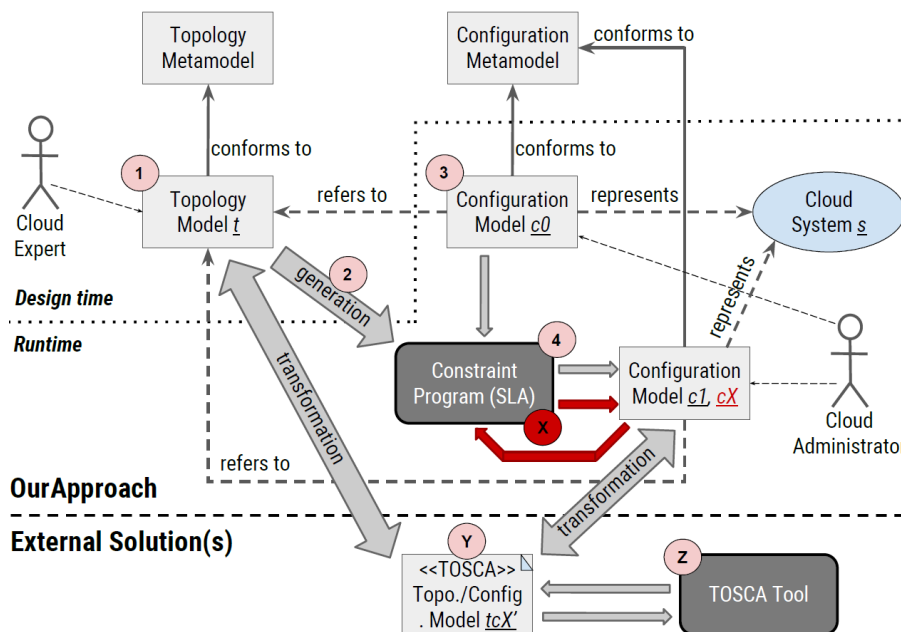 Topology
Metamodel
Configuration
Metamodel
conforms to
conforms to
conforms to
1
3
Topology
Model t
refers to
Configuration
Model c0
represents
Cloud
System s
Cloud
Expert
2
generation
represents
Design time
Runtime
4
Constraint
Program (SLA)
X
Configuration
Model c1, cX
Cloud
Administrator
transformation
refers to
transformation
OurApproach
External Solution(s)
Y
Z
<<TOSCA>>
Topo./Config
. Model tcX'
TOSCA Tool